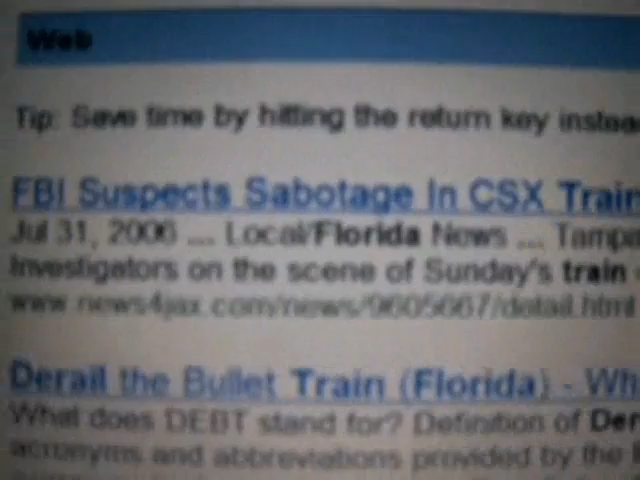 Web
Tip: Save time by hitting the return key instead
FBI Suspects Sabotage In CSX Train
Jul 31, 2006 ... Local/Florida News ... Tampa
Investigators on the scene of Sunday's train
www.news4jax.com/news/9605667/detail.html
Derail the Bullet Train (Florida) - Wh
What does DEBT stand for? Definition of Der
acronyms and abbreviations provided by the